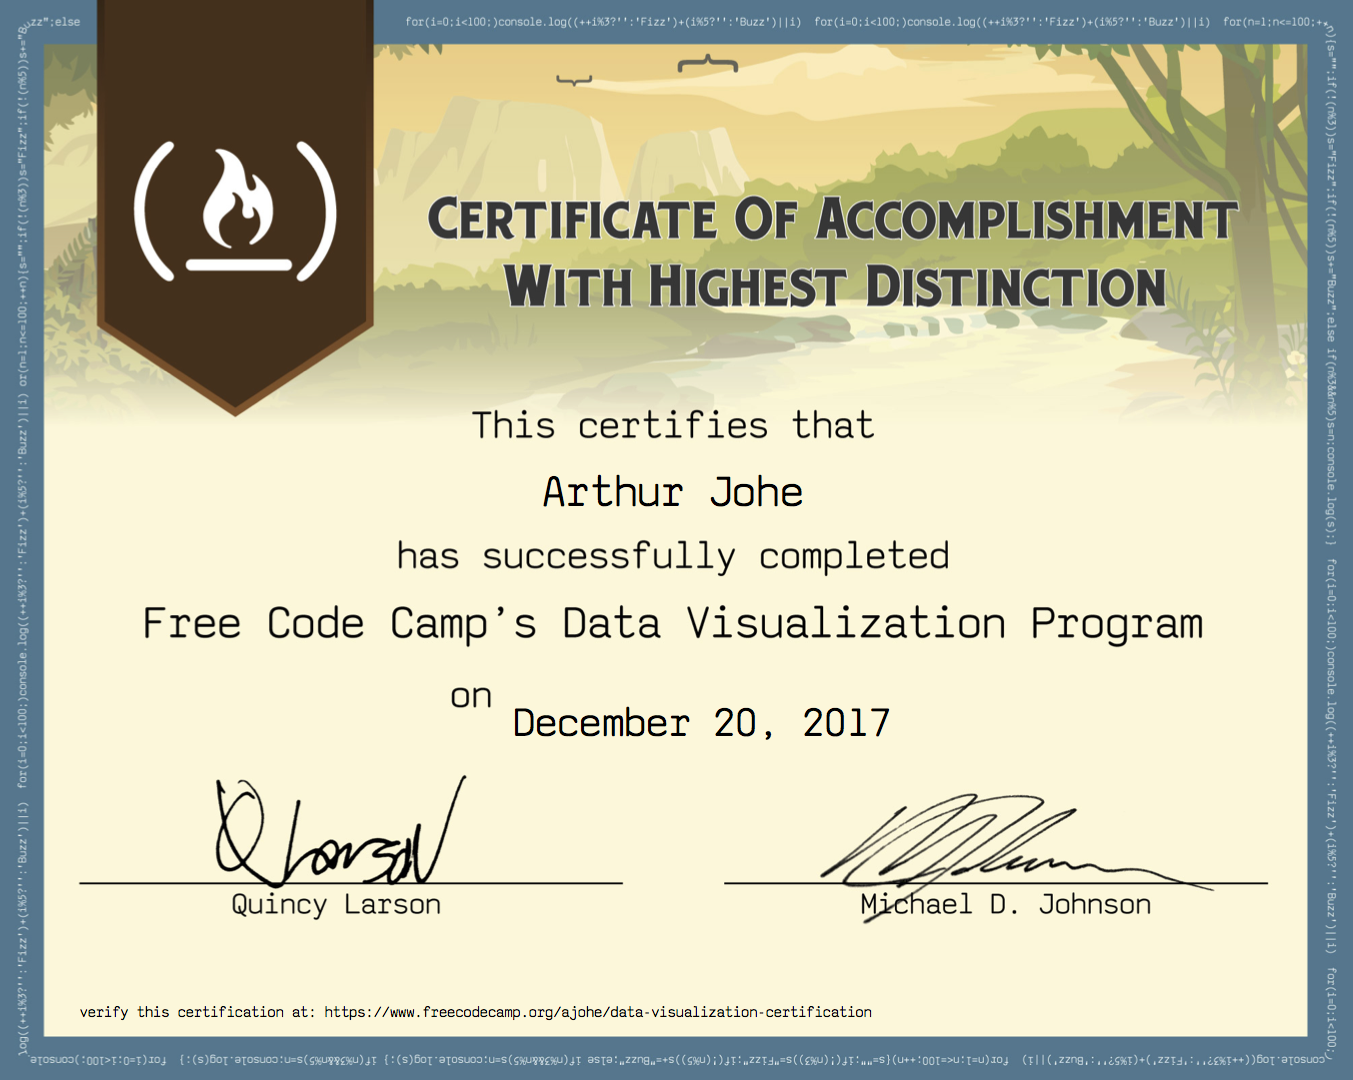 zz";else
for(i=0;i<100;)console.log((++i%3?'':'Fizz')+(i%5?'':'Buzz')||i) for(i=0;i<100;)console.log((++i%3?'':'Fizz')+(i%5?'':'Buzz')||i) for(n=1;n<=100;++
CERTIFICATE OF ACCOMPLISHMENT
WITH HIGHEST DISTINCTION
This certifies that
Arthur Johe
has successfully completed
Free Code Camp's Data Visualization Program
on
December 20, 2017
Quincy Larson
Michael D. Johnson
verify this certification at: https://www.freecodecamp.org/ajohe/data-visualization-certification